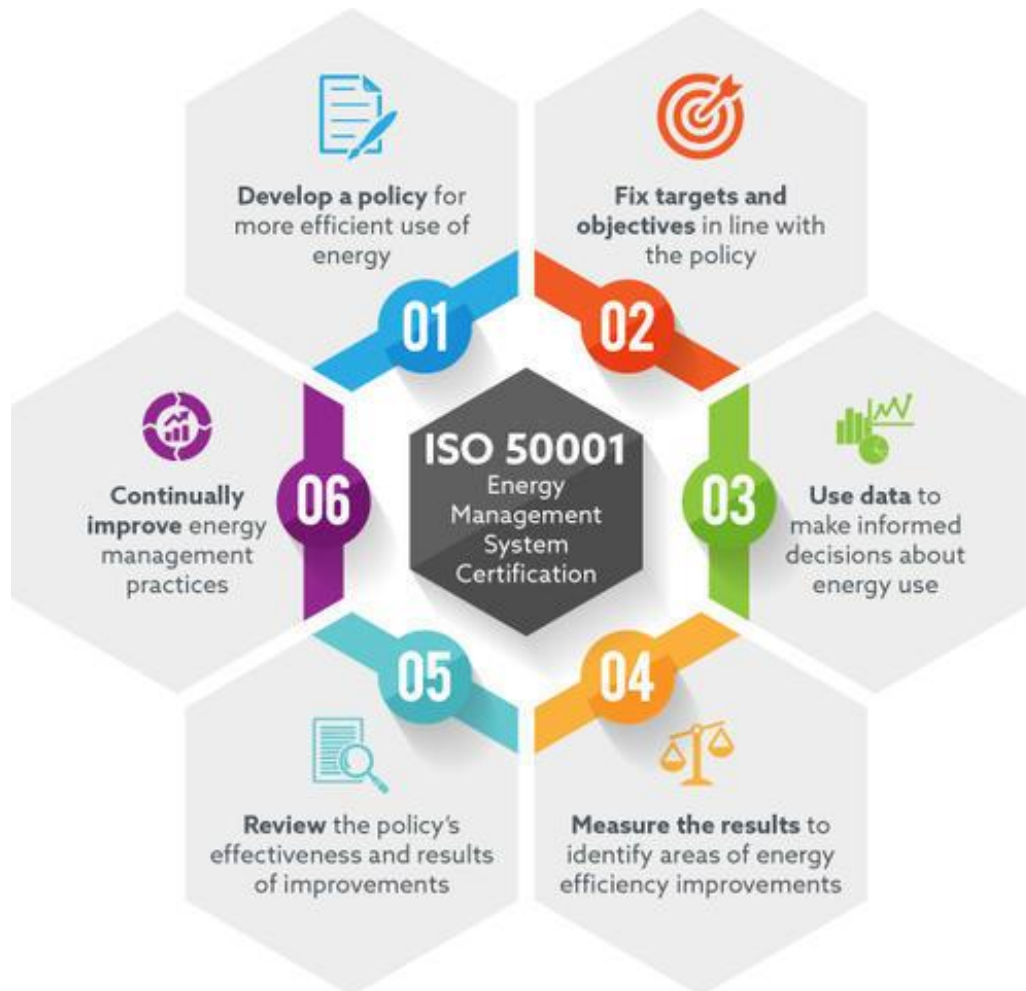 Develop a policy for
more efficient use of
energy
01
Fix targets and
objectives in line with
the policy
02
Use data to
make informed
decisions about
energy use
03
Measure the results to
identify areas of energy
efficiency improvements
04
Review the policy's
effectiveness and results
of improvements
05
Continually
improve energy
management
practices
06
ISO 50001
Energy
Management
System
Certification